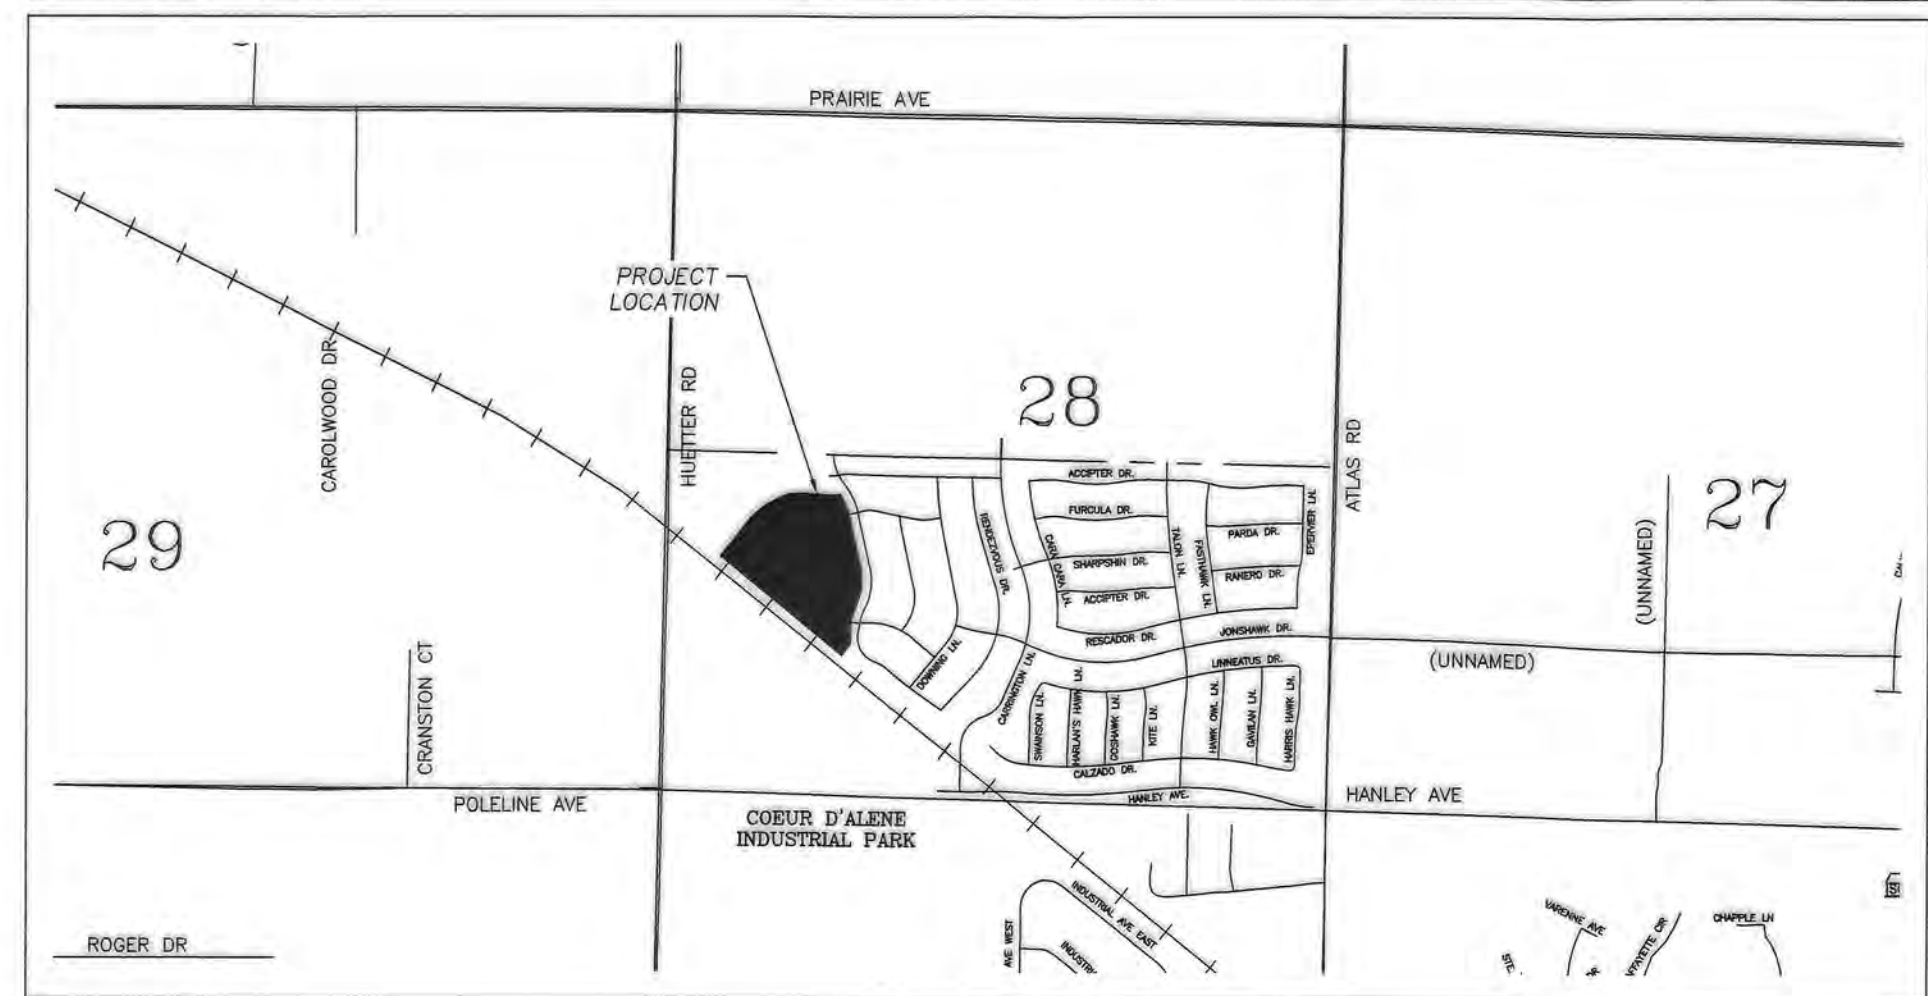 PRAIRIE AVE
PROJECT
LOCATION
CAROLWOOD DR
HUETTER RD
28
ATLAS RD
29
27
ACCIPTER DR.
FURCULA DR.
SHARPSHIN DR.
ACCIPTER DR.
RESCADOR DR.
CARA CARA LN.
RENDEZVOUS DR.
TALON LN.
FASTHAWK LN.
PARDA DR.
RANERO DR.
EPERVIER LN.
JONSHAWK DR.
LINNEATUS DR.
(UNNAMED)
(UNNAMED)
DOWNING LN.
CARRINGTON LN.
SWAINSON LN.
HARLAN'S HAWK LN.
GOSHAWK LN.
KITE LN.
HAWK OWL LN.
GAVILAN LN.
HARRIS HAWK LN.
CALZADO DR.
HANLEY AVE.
HANLEY AVE
CRANSTON CT
POLELINE AVE
COEUR D'ALENE
INDUSTRIAL PARK
INDUSTRIAL AVE EAST
AVE WEST
ROGER DR
VARENNE AVE
CHAPPLE LN